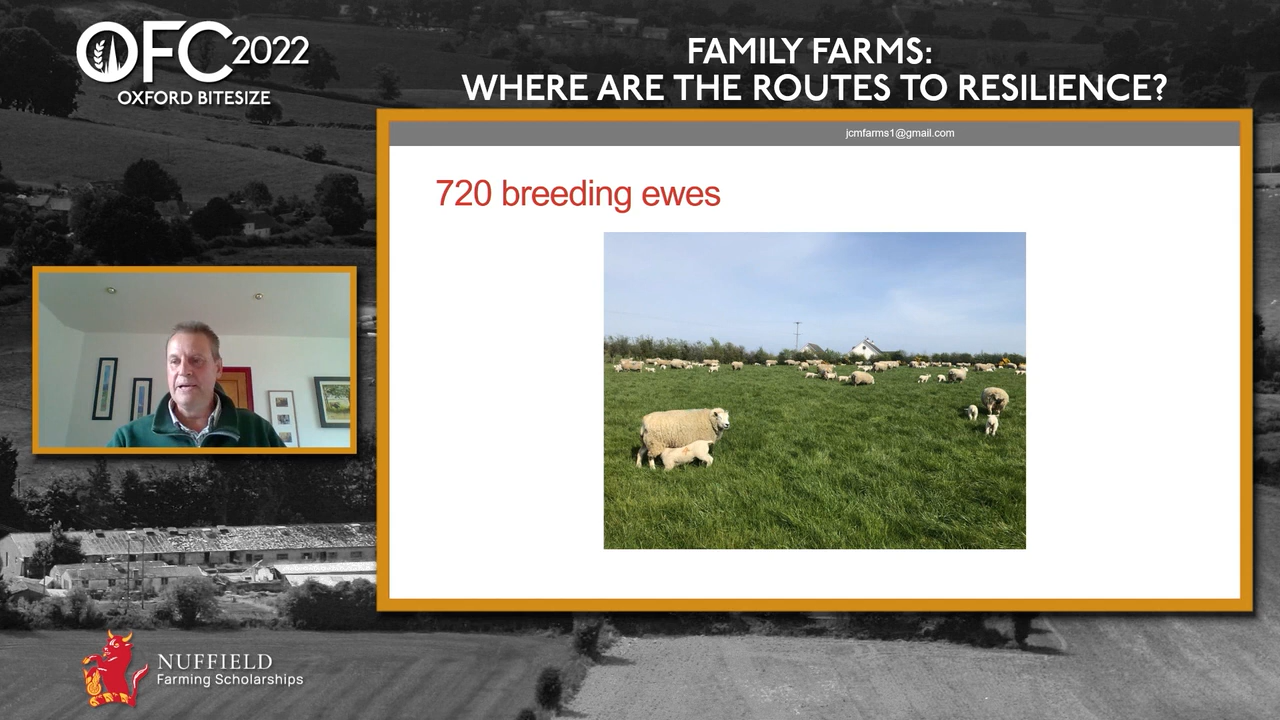 OFC 2022
OXFORD BITESIZE
FAMILY FARMS:
WHERE ARE THE ROUTES TO RESILIENCE?
jcmfarms1@gmail.com
720 breeding ewes
NUFFIELD
Farming Scholarships